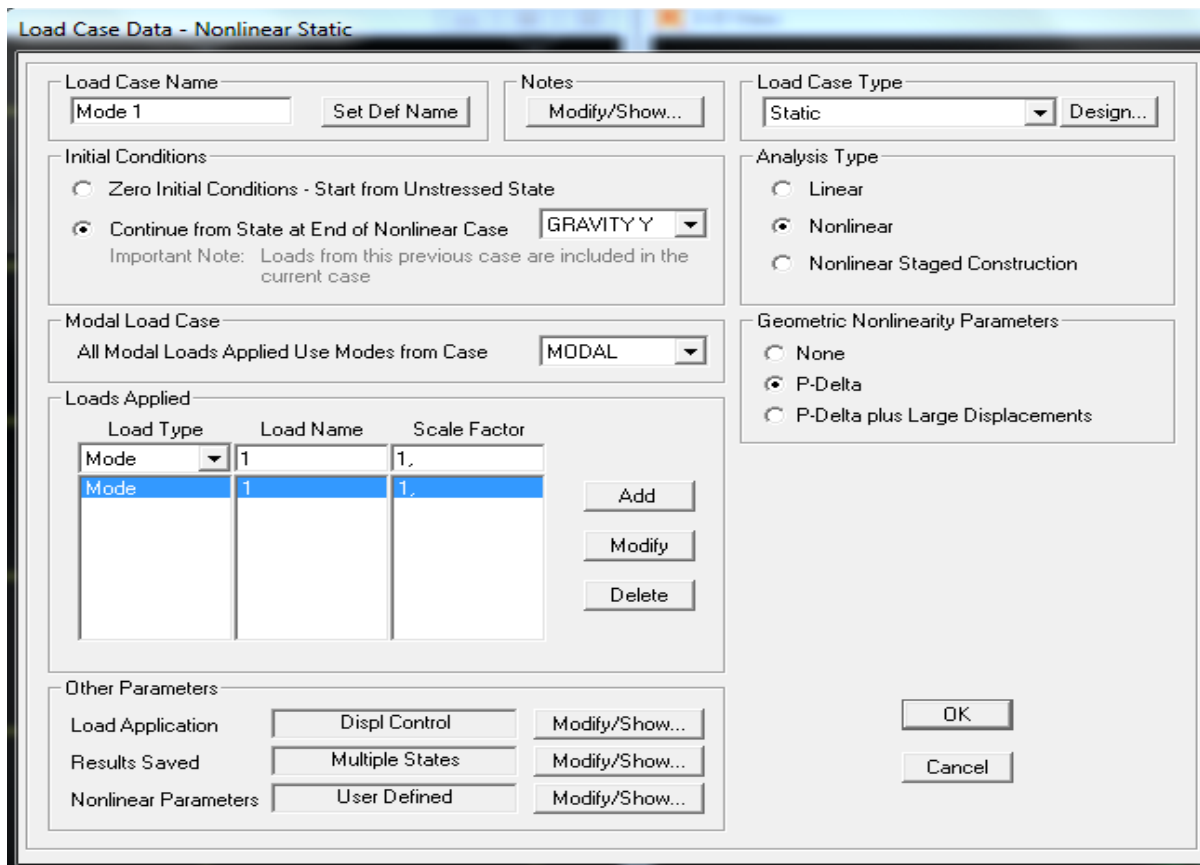 Load Case Data - Nonlinear Static
Load Case Name
Mode 1
Set Def Name
Notes
Modify/Show...
Load Case Type
Static
Design...
Initial Conditions
Zero Initial Conditions - Start from Unstressed State
Continue from State at End of Nonlinear Case
GRAVITY Y
Important Note: Loads from this previous case are included in the
current case
Analysis Type
Linear
Nonlinear
Nonlinear Staged Construction
Modal Load Case
All Modal Loads Applied Use Modes from Case
MODAL
Geometric Nonlinearity Parameters
None
P-Delta
P-Delta plus Large Displacements
Loads Applied
Load Type Load Name Scale Factor
Mode 1 1,
Mode 1 1,
Add
Modify
Delete
Other Parameters
Load Application Displ Control Modify/Show...
Results Saved Multiple States Modify/Show...
Nonlinear Parameters User Defined Modify/Show...
OK
Cancel